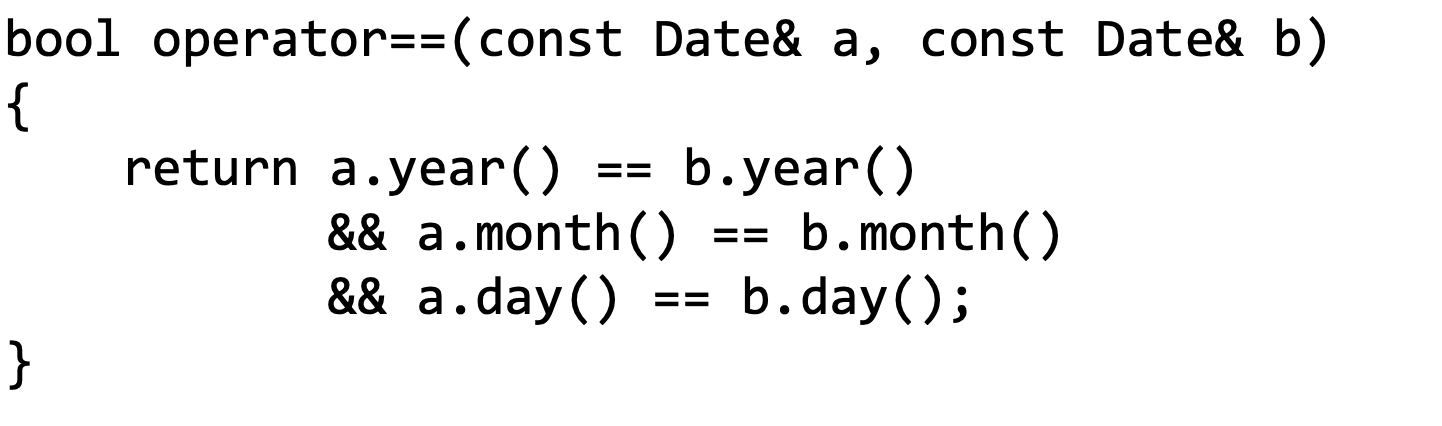 bool operator==(const Date& a, const Date& b)
{
    return a.year() == b.year()
           && a.month() == b.month()
           && a.day() == b.day();
}